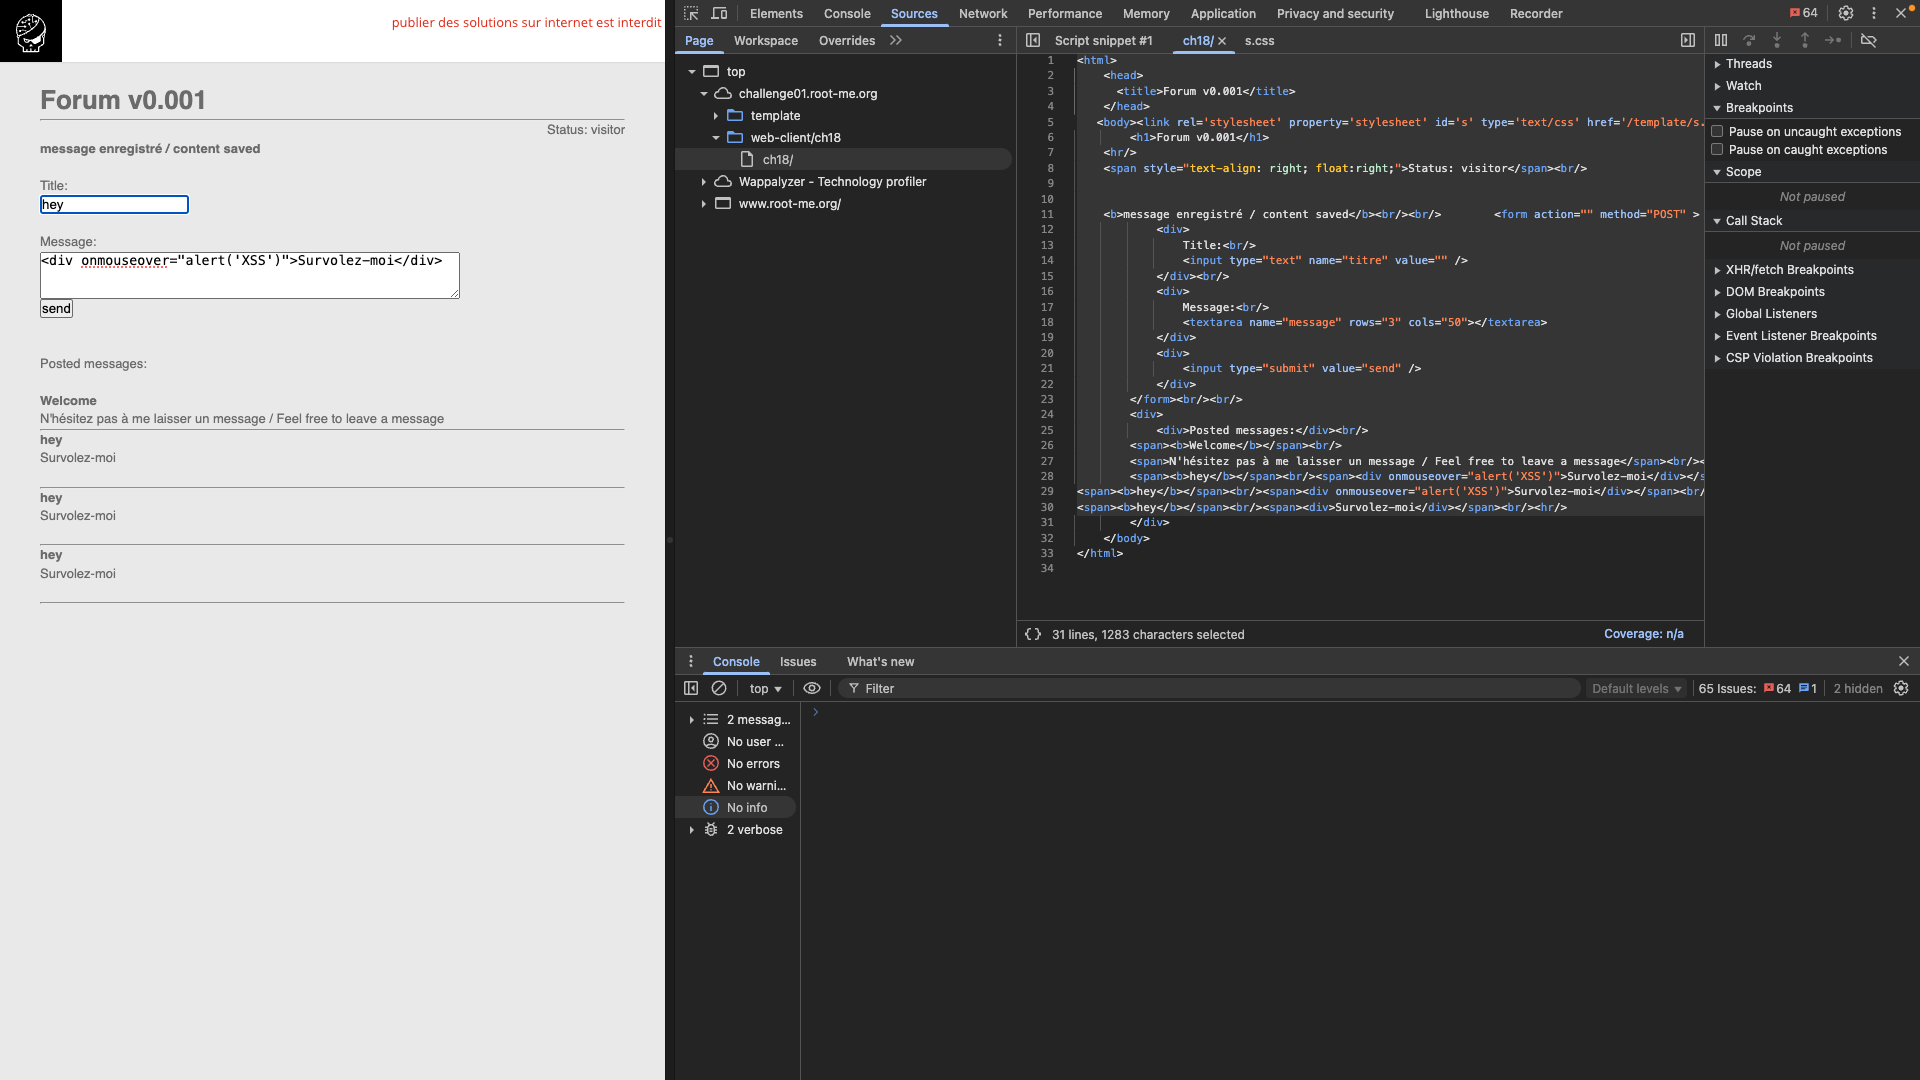 publier des solutions sur internet est interdit
Forum v0.001
Status: visitor
message enregistré / content saved
Title:
hey
Message:
<div onmouseover="alert('XSS')">Survolez-moi</div>
send
Posted messages:
Welcome
N'hésitez pas à me laisser un message / Feel free to leave a message
hey
Survolez-moi
hey
Survolez-moi
hey
Survolez-moi
Elements Console Sources Network Performance Memory Application Privacy and security Lighthouse Recorder 64
Page Workspace Overrides
top
challenge01.root-me.org
template
web-client/ch18
ch18/
Wappalyzer - Technology profiler
www.root-me.org/
Script snippet #1 ch18/ s.css
1 <html>
2 <head>
3 <title>Forum v0.001</title>
4 </head>
5 <body><link rel='stylesheet' property='stylesheet' id='s' type='text/css' href='/template/s.
6 <h1>Forum v0.001</h1>
7 <hr/>
8 <span style="text-align: right; float:right;">Status: visitor</span><br/>
9
10
11 <b>message enregistré / content saved</b><br/><br/> <form action="" method="POST" >
12 <div>
13 Title:<br/>
14 <input type="text" name="titre" value="" />
15 </div><br/>
16 <div>
17 Message:<br/>
18 <textarea name="message" rows="3" cols="50"></textarea>
19 </div>
20 <div>
21 <input type="submit" value="send" />
22 </div>
23 </form><br/><br/>
24 <div>
25 <div>Posted messages:</div><br/>
26 <span><b>Welcome</b></span><br/>
27 <span>N'hésitez pas à me laisser un message / Feel free to leave a message</span><br/><
28 <span><b>hey</b></span><br/><span><div onmouseover="alert('XSS')">Survolez-moi</div></s
29 <span><b>hey</b></span><br/><span><div onmouseover="alert('XSS')">Survolez-moi</div></span><br/
30 <span><b>hey</b></span><br/><span><div>Survolez-moi</div></span><br/><hr/>
31 </div>
32 </body>
33 </html>
34
{} 31 lines, 1283 characters selected
Coverage: n/a
Threads
Watch
Breakpoints
Pause on uncaught exceptions
Pause on caught exceptions
Scope
Not paused
Call Stack
Not paused
XHR/fetch Breakpoints
DOM Breakpoints
Global Listeners
Event Listener Breakpoints
CSP Violation Breakpoints
Console Issues What's new
top Filter Default levels 65 Issues: 64 1 2 hidden
2 messag...
No user ...
No errors
No warni...
No info
2 verbose